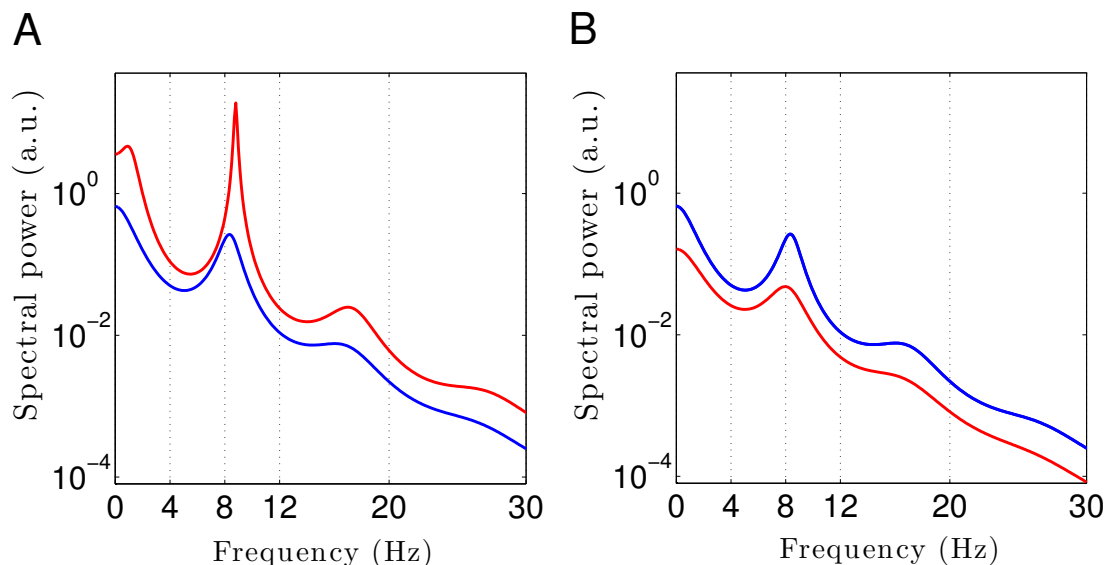 A
Spectral power (a.u.)
10^0
10^−2
10^−4
0 4 8 12 20 30
Frequency (Hz)
B
Spectral power (a.u.)
10^0
10^−2
10^−4
0 4 8 12 20 30
Frequency (Hz)